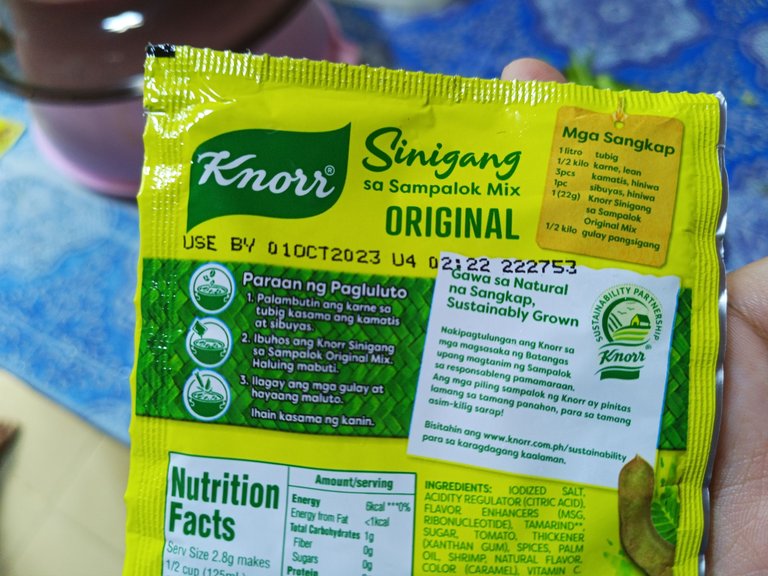 Knorr®
Sinigang
sa Sampalok Mix
ORIGINAL
Mga Sangkap
1 litro tubig
1/2 kilo karne, lean
3pcs kamatis, hiniwa
1pc sibuyas, hiniwa
1 (22g) Knorr Sinigang
sa Sampalok
Original Mix
1/2 kilo gulay pangsigang
USE BY 01OCT2023 U4 02:22 222753
Paraan ng Pagluluto
1. Palambutin ang karne sa
tubig kasama ang kamatis
at sibuyas.
2. Ibuhos ang Knorr Sinigang
sa Sampalok Original Mix.
Haluing mabuti.
3. Ilagay ang mga gulay at
hayaang maluto.
Ihain kasama ng kanin.
Gawa sa Natural
na Sangkap,
Sustainably Grown
SUSTAINABILITY PARTNERSHIP
Knorr®
Nakipagtulungan ang Knorr sa
mga magsasaka ng Batangas
upang magtanim ng Sampalok
sa responsableng pamamaraan.
Ang mga piling sampalok ng Knorr ay pinitas
lamang sa tamang panahon, para sa tamang
asim-kilig sarap!
Bisitahin ang www.knorr.com.ph/sustainability
para sa karagdagang kaalaman.
Nutrition
Facts
Serv Size 2.8g makes
1/2 cup (125mL)
Amount/serving
Energy 6kcal ***0%
Energy from Fat <1kcal
Total Carbohydrates 1g
Fiber 0g
Sugars 0g
Protein
INGREDIENTS: IODIZED SALT,
ACIDITY REGULATOR (CITRIC ACID),
FLAVOR ENHANCERS (MSG,
RIBONUCLEOTIDE), TAMARIND**,
SUGAR, TOMATO, THICKENER
(XANTHAN GUM), SPICES, PALM
OIL, SHRIMP, NATURAL FLAVOR,
COLOR (CARAMEL), VITAMIN C.